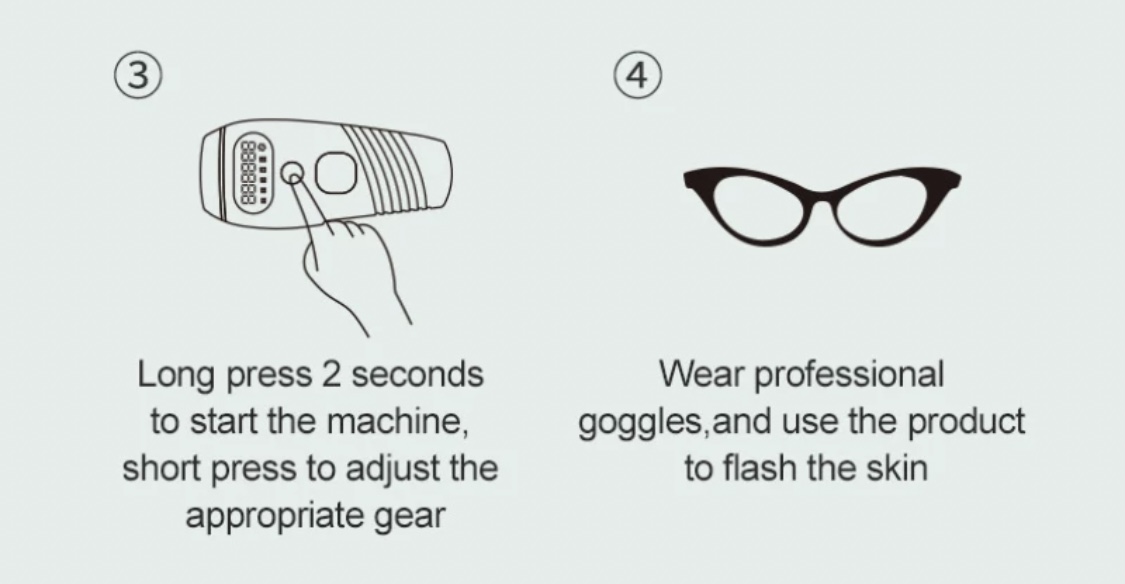 3
Long press 2 seconds
to start the machine,
short press to adjust the
appropriate gear
4
Wear professional
goggles,and use the product
to flash the skin